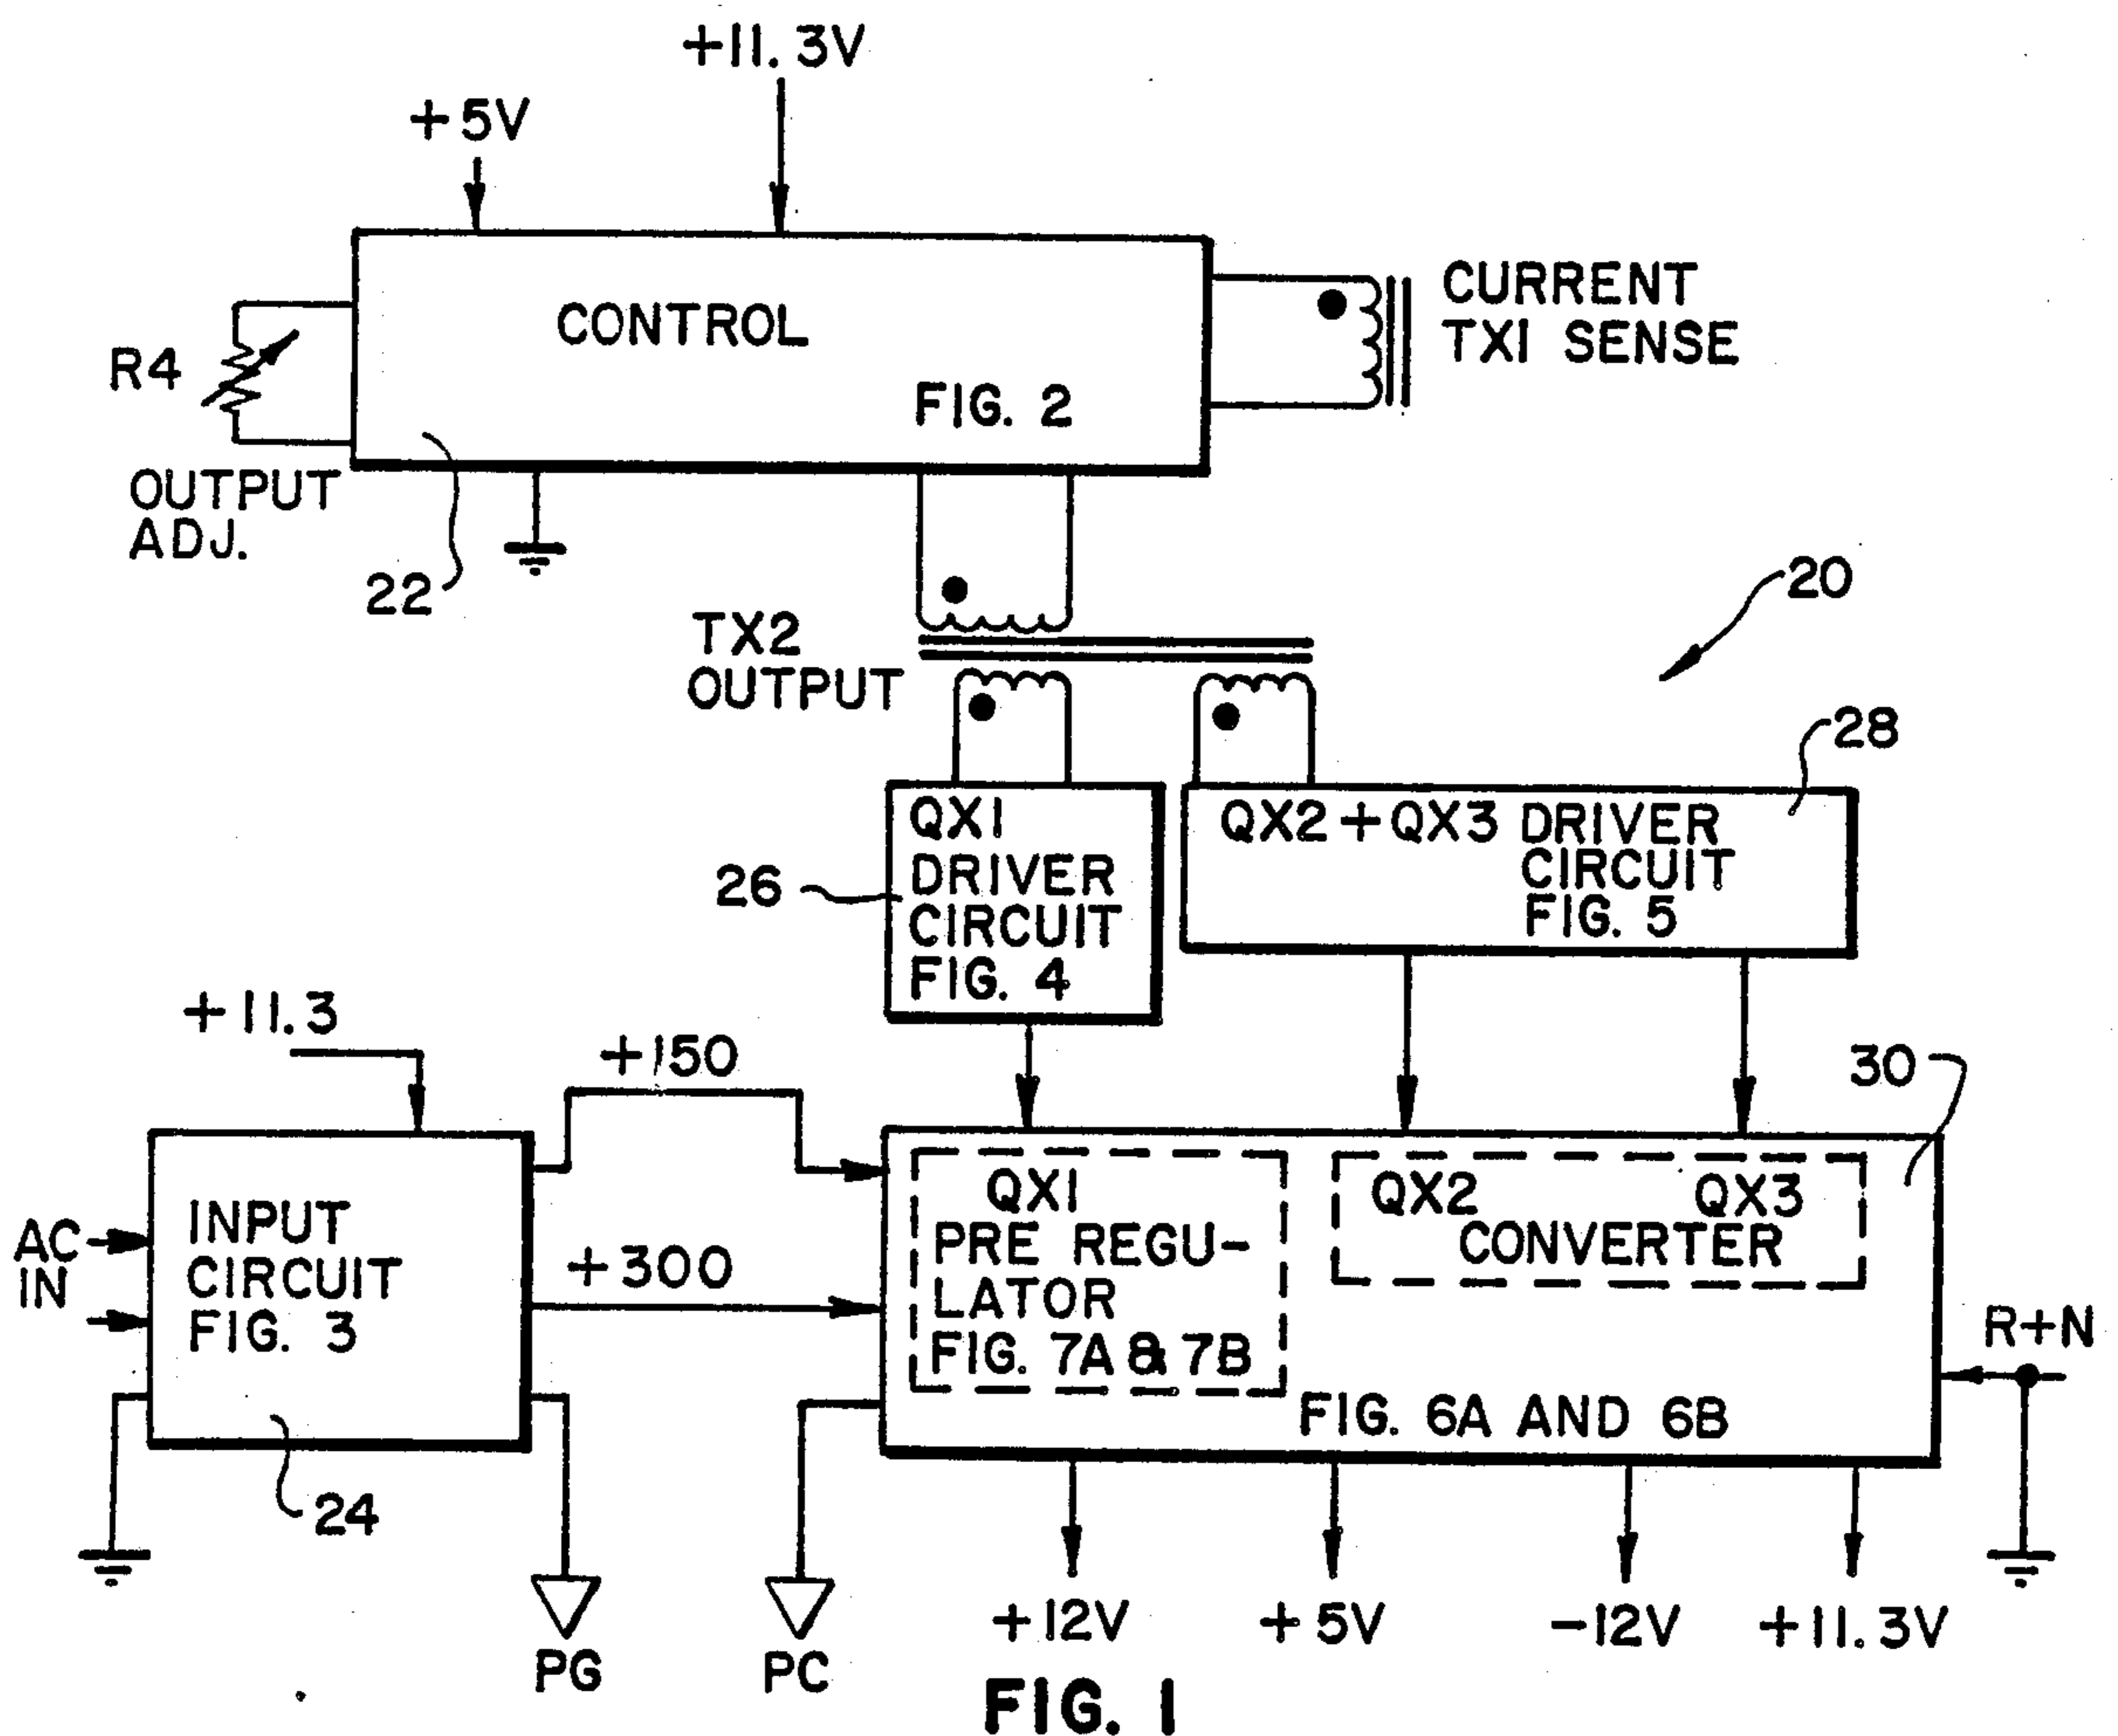 +11.3V
+5V
CONTROL
FIG. 2
CURRENT
TX1 SENSE
R4
OUTPUT
ADJ.
22
TX2
OUTPUT
20
28
QX1
DRIVER
CIRCUIT
FIG. 4
26
QX2+QX3 DRIVER
CIRCUIT
FIG. 5
+11.3
+150
30
AC
IN
INPUT
CIRCUIT
FIG. 3
+300
QX1
PRE REGU-
LATOR
FIG. 7A & 7B
QX2 QX3
CONVERTER
R+N
FIG. 6A AND 6B
24
PG
PC
+12V
+5V
-12V
+11.3V
FIG. 1